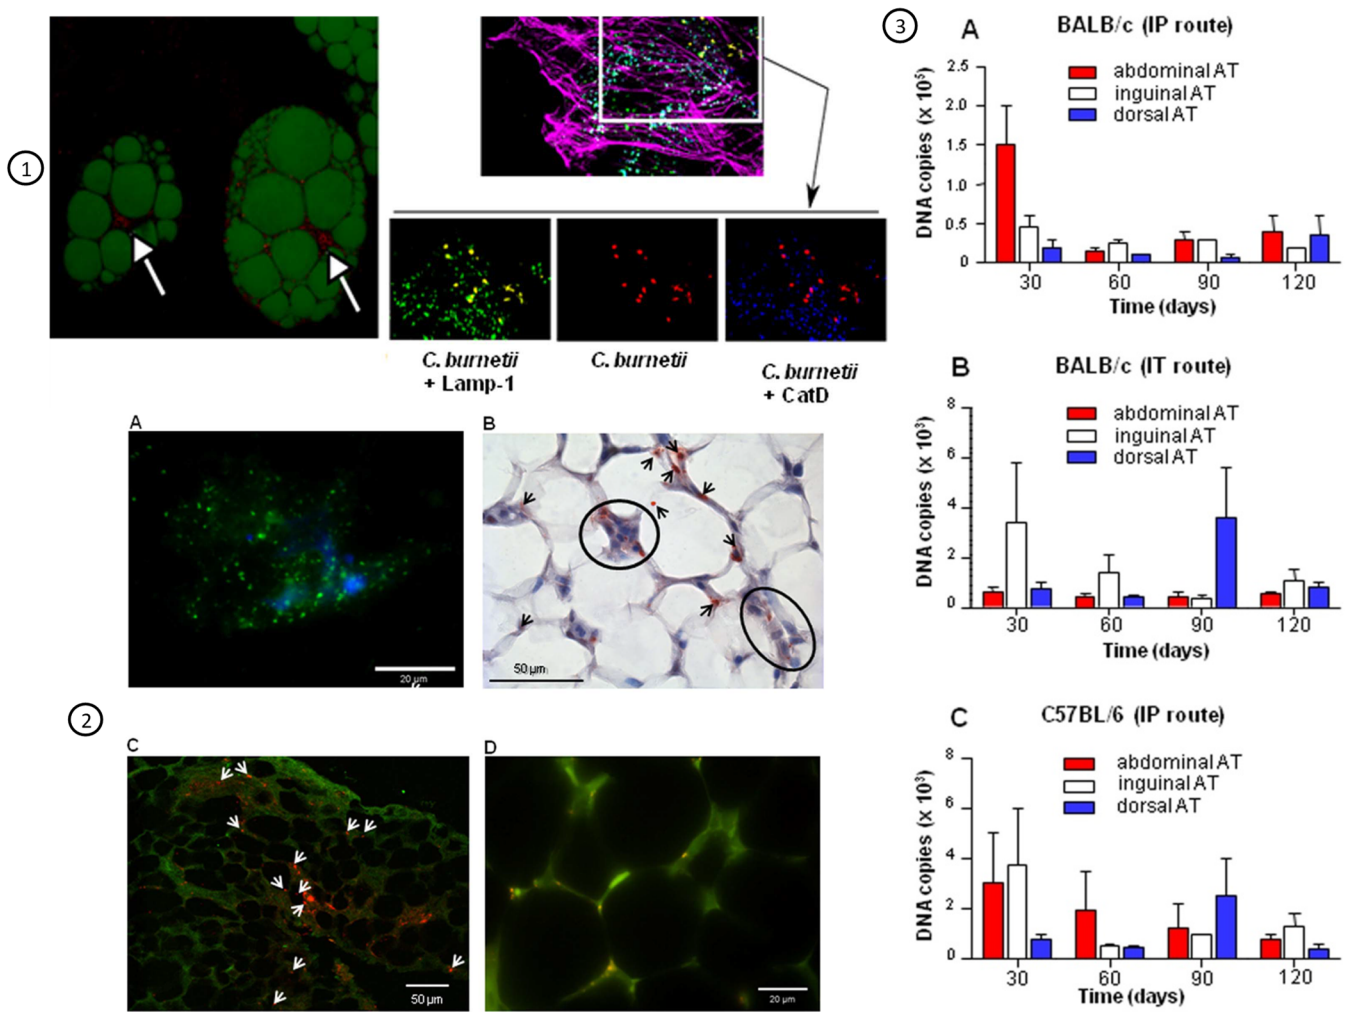 1
C. burnetii
+ Lamp-1
C. burnetii
C. burnetii
+ CatD
2
A
20 µm
B
50 µm
C
50 µm
D
20 µm
3
A
BALB/c (IP route)
abdominal AT
inguinal AT
dorsal AT
DNA copies (x 10⁵)
2.5
2.0
1.5
1.0
0.5
0
30 60 90 120
Time (days)
B
BALB/c (IT route)
abdominal AT
inguinal AT
dorsal AT
DNA copies (x 10³)
8
6
4
2
0
30 60 90 100 120
Time (days)
C
C57BL/6 (IP route)
abdominal AT
inguinal AT
dorsal AT
DNA copies (x 10³)
8
6
4
2
0
30 60 90 120
Time (days)